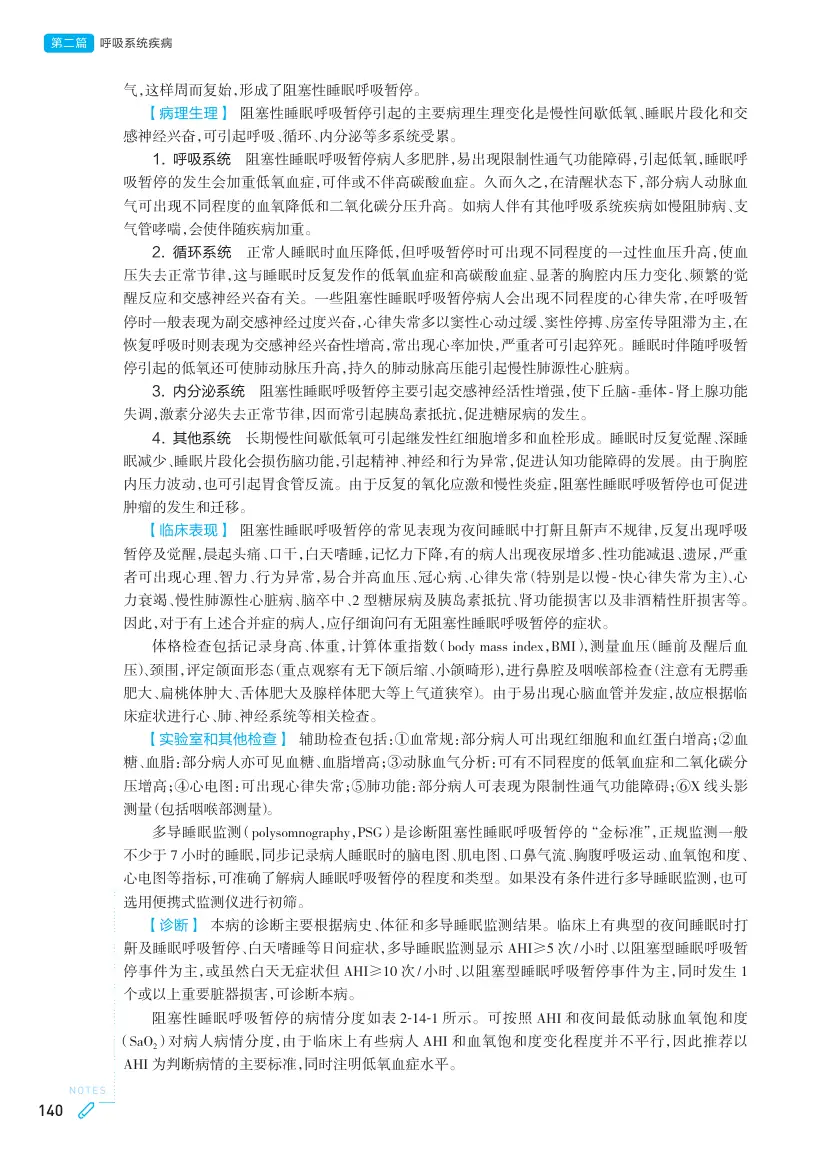 第二篇 呼吸系统疾病
气,这样周而复始,形成了阻塞性睡眠呼吸暂停。
【病理生理】 阻塞性睡眠呼吸暂停引起的主要病理生理变化是慢性间歇低氧、睡眠片段化和交
感神经兴奋,可引起呼吸、循环、内分泌等多系统受累。
1. 呼吸系统 阻塞性睡眠呼吸暂停病人多肥胖,易出现限制性通气功能障碍,引起低氧,睡眠呼
吸暂停的发生会加重低氧血症,可伴或不伴高碳酸血症。久而久之,在清醒状态下,部分病人动脉血
气可出现不同程度的血氧降低和二氧化碳分压升高。如病人伴有其他呼吸系统疾病如慢阻肺病、支
气管哮喘,会使伴随疾病加重。
2. 循环系统 正常人睡眠时血压降低,但呼吸暂停时可出现不同程度的一过性血压升高,使血
压失去正常节律,这与睡眠时反复发作的低氧血症和高碳酸血症、显著的胸腔内压力变化、频繁的觉
醒反应和交感神经兴奋有关。一些阻塞性睡眠呼吸暂停病人会出现不同程度的心律失常,在呼吸暂
停时一般表现为副交感神经过度兴奋,心律失常多以窦性心动过缓、窦性停搏、房室传导阻滞为主,在
恢复呼吸时则表现为交感神经兴奋性增高,常出现心率加快,严重者可引起猝死。睡眠时伴随呼吸暂
停引起的低氧还可使肺动脉压升高,持久的肺动脉高压能引起慢性肺源性心脏病。
3. 内分泌系统 阻塞性睡眠呼吸暂停主要引起交感神经活性增强,使下丘脑-垂体-肾上腺功能
失调,激素分泌失去正常节律,因而常引起胰岛素抵抗,促进糖尿病的发生。
4. 其他系统 长期慢性间歇低氧可引起继发性红细胞增多和血栓形成。睡眠时反复觉醒、深睡
眠减少、睡眠片段化会损伤脑功能,引起精神、神经和行为异常,促进认知功能障碍的发展。由于胸腔
内压力波动,也可引起胃食管反流。由于反复的氧化应激和慢性炎症,阻塞性睡眠呼吸暂停也可促进
肿瘤的发生和迁移。
【临床表现】 阻塞性睡眠呼吸暂停的常见表现为夜间睡眠中打鼾且鼾声不规律,反复出现呼吸
暂停及觉醒,晨起头痛、口干,白天嗜睡,记忆力下降,有的病人出现夜尿增多、性功能减退、遗尿,严重
者可出现心理、智力、行为异常,易合并高血压、冠心病、心律失常(特别是以慢-快心律失常为主)、心
力衰竭、慢性肺源性心脏病、脑卒中、2 型糖尿病及胰岛素抵抗、肾功能损害以及非酒精性肝损害等。
因此,对于有上述合并症的病人,应仔细询问有无阻塞性睡眠呼吸暂停的症状。
体格检查包括记录身高、体重,计算体重指数(body mass index,BMI),测量血压(睡前及醒后血
压)、颈围,评定颌面形态(重点观察有无下颌后缩、小颌畸形),进行鼻腔及咽喉部检查(注意有无腭垂
肥大、扁桃体肿大、舌体肥大及腺样体肥大等上气道狭窄)。由于易出现心脑血管并发症,故应根据临
床症状进行心、肺、神经系统等相关检查。
【实验室和其他检查】 辅助检查包括:①血常规:部分病人可出现红细胞和血红蛋白增高;②血
糖、血脂:部分病人亦可见血糖、血脂增高;③动脉血气分析:可有不同程度的低氧血症和二氧化碳分
压增高;④心电图:可出现心律失常;⑤肺功能:部分病人可表现为限制性通气功能障碍;⑥X 线头影
测量(包括咽喉部测量)。
多导睡眠监测(polysomnography,PSG)是诊断阻塞性睡眠呼吸暂停的“金标准”,正规监测一般
不少于 7 小时的睡眠,同步记录病人睡眠时的脑电图、肌电图、口鼻气流、胸腹呼吸运动、血氧饱和度、
心电图等指标,可准确了解病人睡眠呼吸暂停的程度和类型。如果没有条件进行多导睡眠监测,也可
选用便携式监测仪进行初筛。
【诊断】 本病的诊断主要根据病史、体征和多导睡眠监测结果。临床上有典型的夜间睡眠时打
鼾及睡眠呼吸暂停、白天嗜睡等日间症状,多导睡眠监测显示 AHI≥5 次/小时、以阻塞型睡眠呼吸暂
停事件为主,或虽然白天无症状但 AHI≥10 次/小时、以阻塞型睡眠呼吸暂停事件为主,同时发生 1
个或以上重要脏器损害,可诊断本病。
阻塞性睡眠呼吸暂停的病情分度如表 2-14-1 所示。可按照 AHI 和夜间最低动脉血氧饱和度
(SaO₂)对病人病情分度,由于临床上有些病人 AHI 和血氧饱和度变化程度并不平行,因此推荐以
AHI 为判断病情的主要标准,同时注明低氧血症水平。
NOTES
140